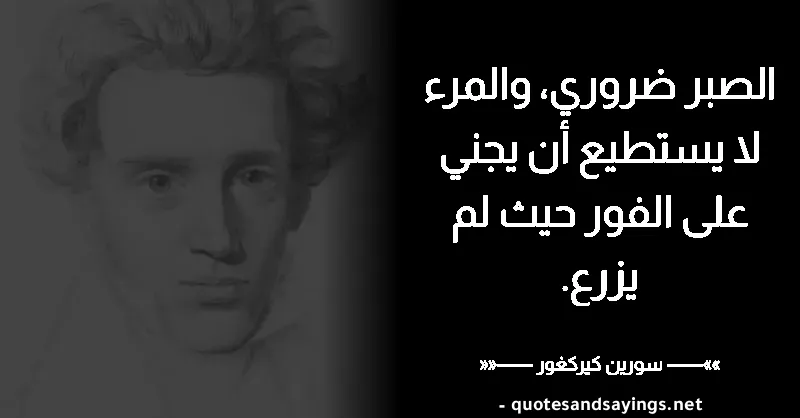 الصبر ضروري، والمرء
لا يستطيع أن يجني
على الفور حيث لم
يزرع.
»»—— سورين كيركغور ——««
- quotesandsayings.net